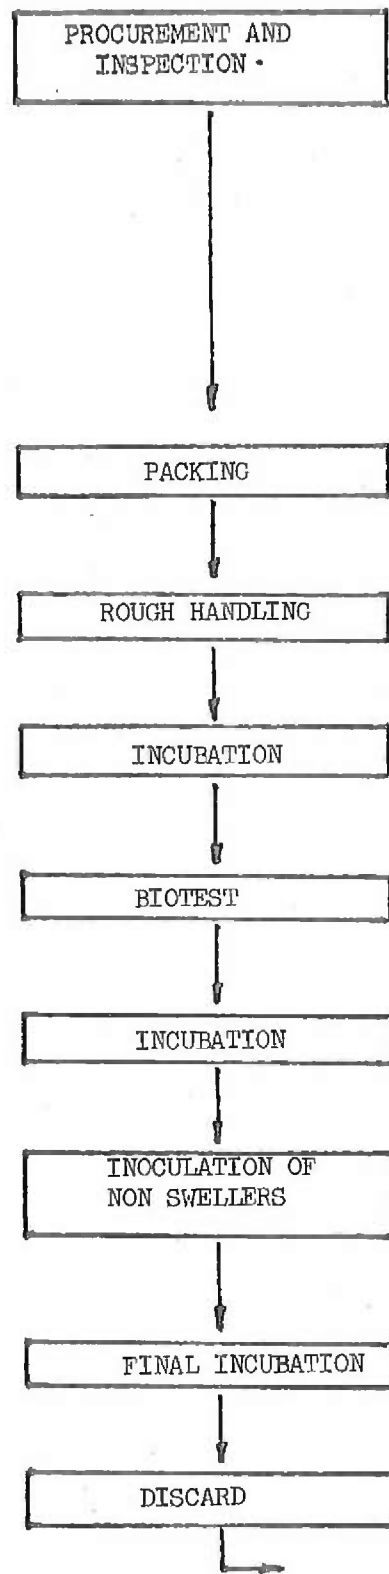 PROCUREMENT AND
INSPECTION.
PACKING
ROUGH HANDLING
INCUBATION
BIOTEST
INCUBATION
INOCULATION OF
NON SWELLERS
FINAL INCUBATION
DISCARD